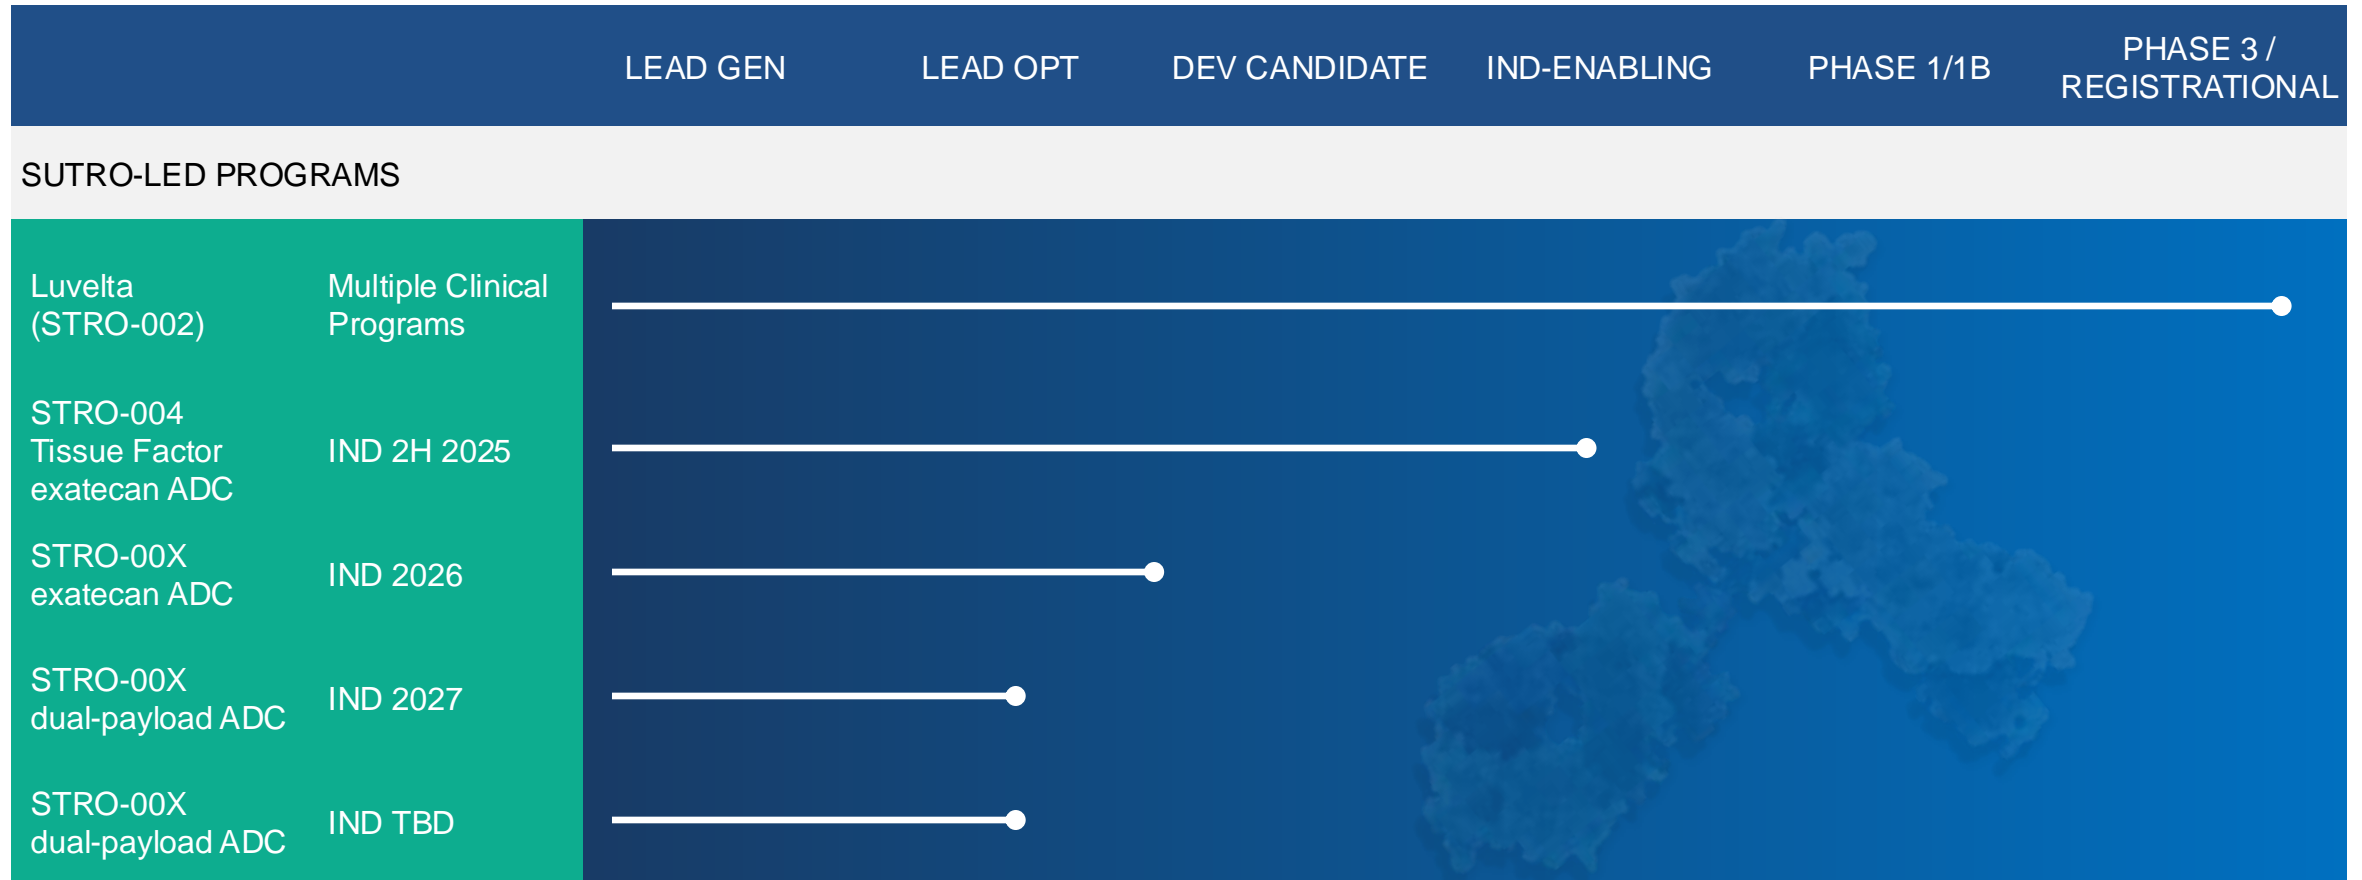 LEAD GEN
LEAD OPT
DEV CANDIDATE
IND-ENABLING
PHASE 1/1B
PHASE 3 /
REGISTRATIONAL
SUTRO-LED PROGRAMS
Luvelta
(STRO-002)
Multiple Clinical
Programs
STRO-004
Tissue Factor
exatecan ADC
IND 2H 2025
STRO-00X
exatecan ADC
IND 2026
STRO-00X
dual-payload ADC
IND 2027
STRO-00X
dual-payload ADC
IND TBD